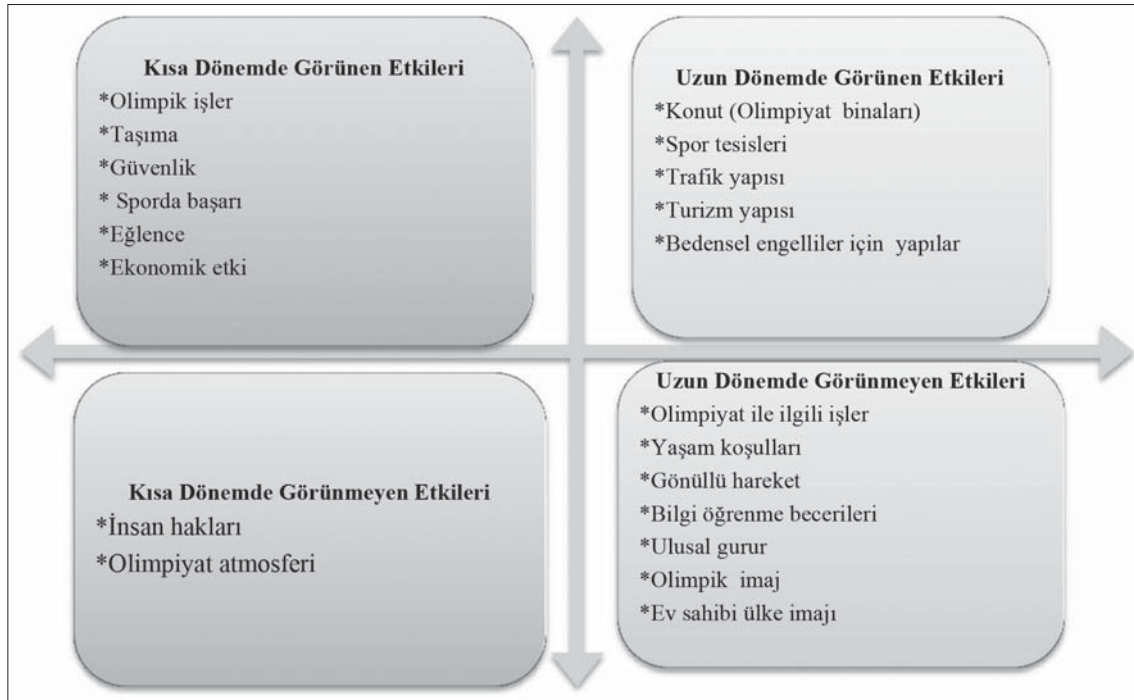 Kısa Dönemde Görünen Etkileri
*Olimpik işler
*Taşıma
*Güvenlik
* Sporda başarı
*Eğlence
*Ekonomik etki
Uzun Dönemde Görünen Etkileri
*Konut (Olimpiyat binaları)
*Spor tesisleri
*Trafik yapısı
*Turizm yapısı
*Bedensel engelliler için yapılar
Kısa Dönemde Görünmeyen Etkileri
*İnsan hakları
*Olimpiyat atmosferi
Uzun Dönemde Görünmeyen Etkileri
*Olimpiyat ile ilgili işler
*Yaşam koşulları
*Gönüllü hareket
*Bilgi öğrenme becerileri
*Ulusal gurur
*Olimpik imaj
*Ev sahibi ülke imajı